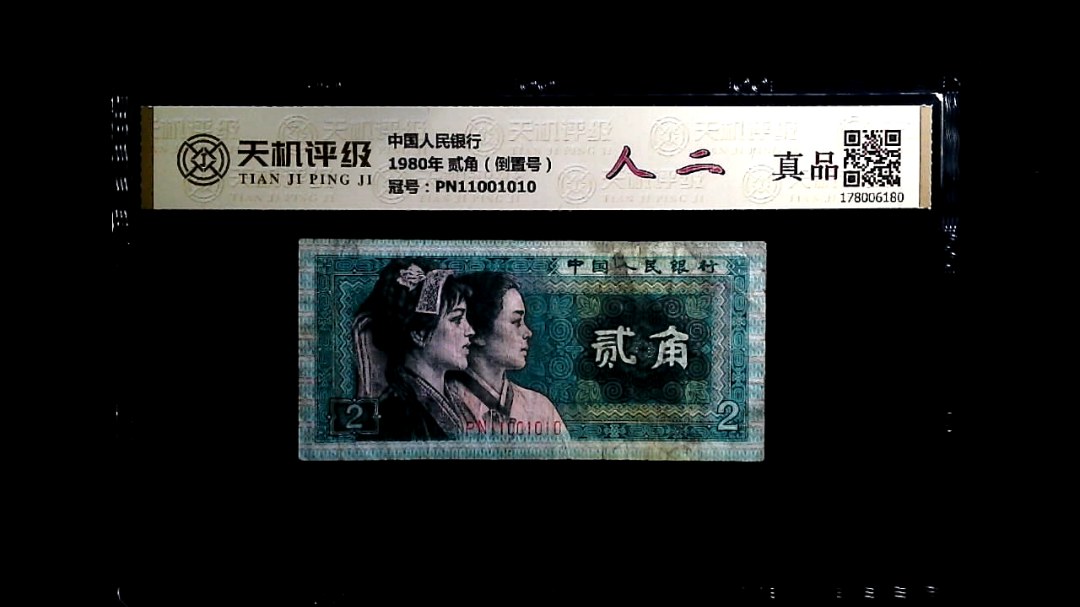 天机评级
TIAN JI PING JI
中国人民银行
1980年 贰角（倒置号）
冠号：PN11001010
人 二
真品
178006180
中国人民银行
贰角
2
2
PN11001010